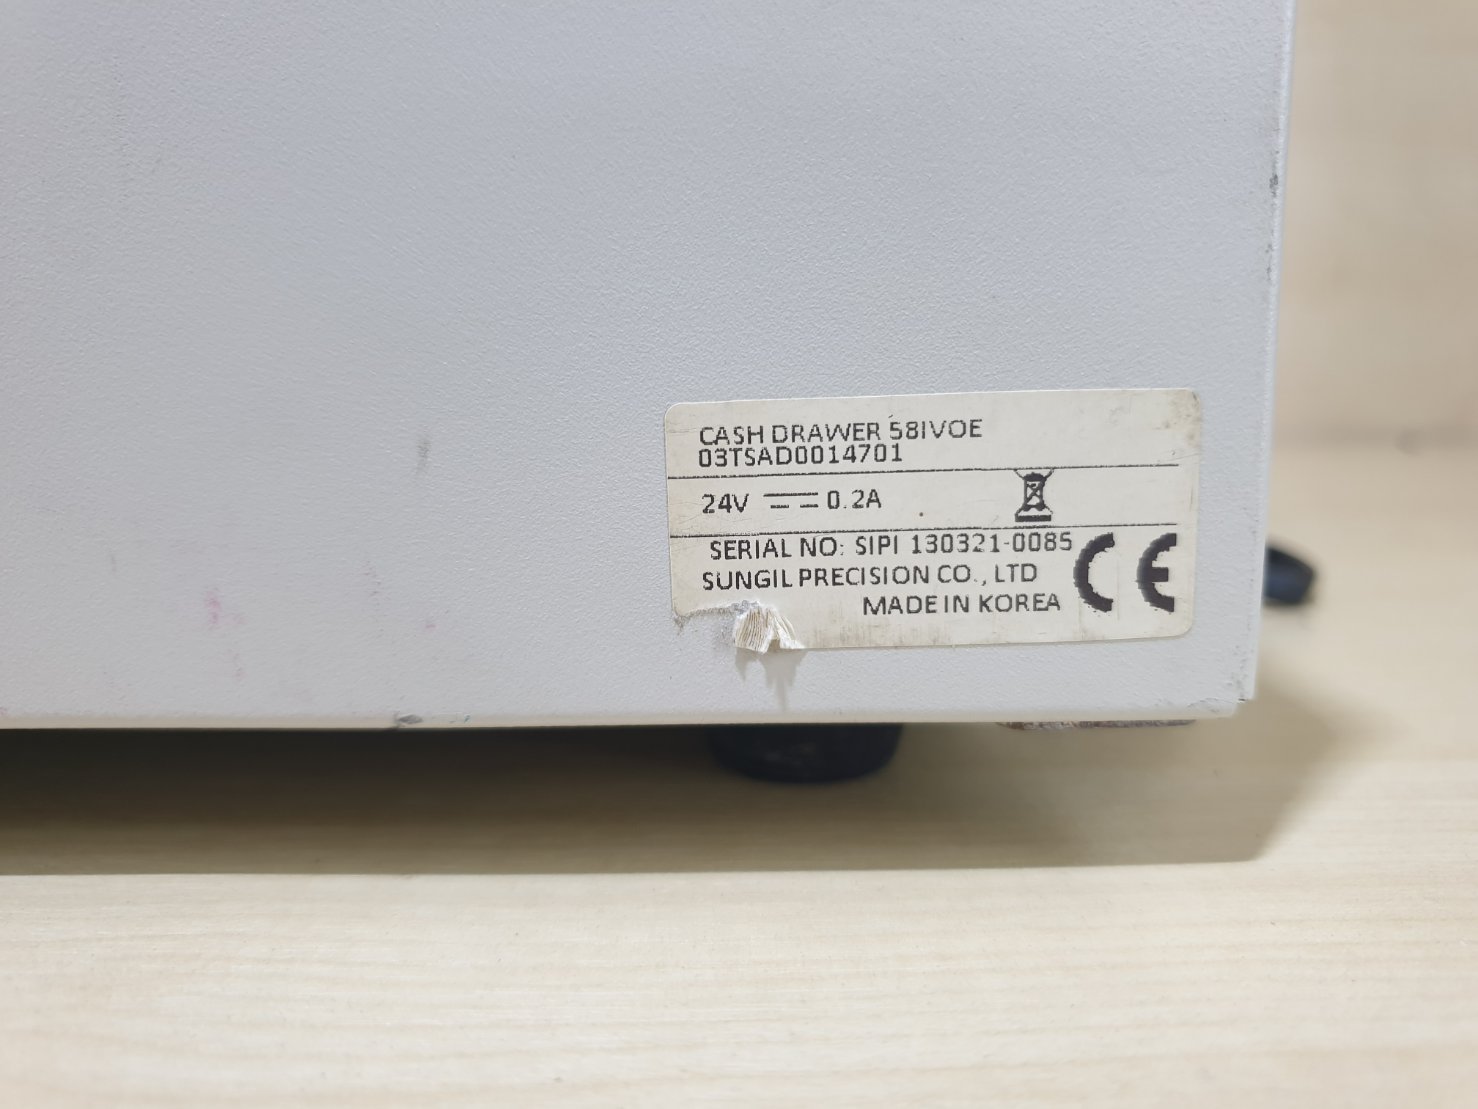 CASH DRAWER 58IVOE
03TSAD0014701
24V ⎓ 0.2A
SERIAL NO: SIPI 130321-0085
SUNGIL PRECISION CO., LTD
MADE IN KOREA
CE